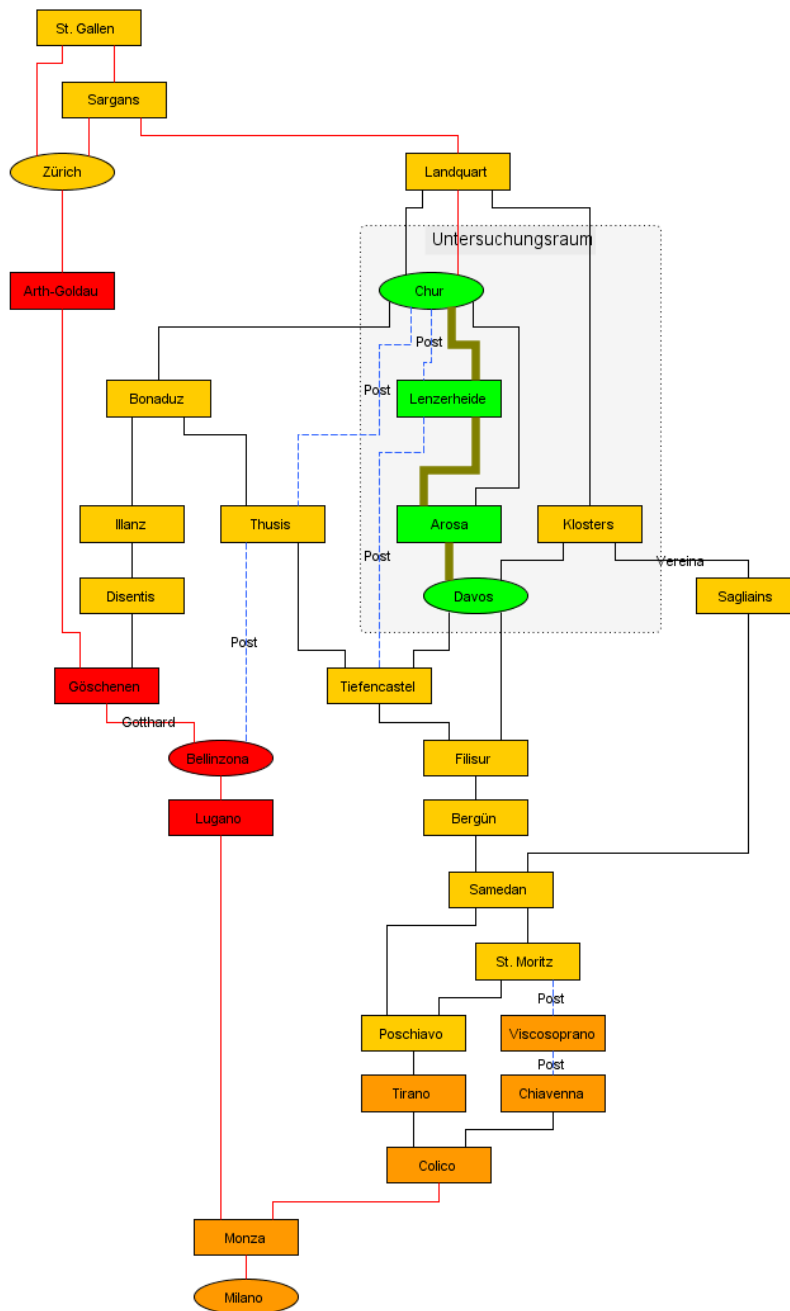 St. Gallen
Sargans
Zürich
Landquart
Untersuchungsraum
Arth-Goldau
Chur
Post
Post
Bonaduz
Lenzerheide
Illanz
Thusis
Arosa
Klosters
Post
Vereina
Disentis
Davos
Sagliains
Post
Göschenen
Tiefencastel
Gotthard
Bellinzona
Filisur
Lugano
Bergün
Samedan
St. Moritz
Post
Poschiavo
Viscosoprano
Post
Tirano
Chiavenna
Colico
Monza
Milano